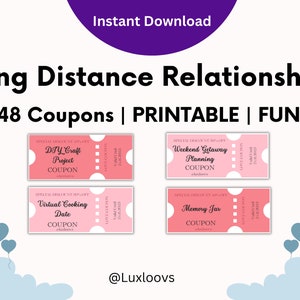 Instant Download
ng Distance Relationsh
48 Coupons | PRINTABLE | FUN
DIY Craft
Project
COUPON
Weekend Getaway
Planning
COUPON
Virtual Cooking
Date
COUPON
Memory Jar
COUPON
@Luxloovs